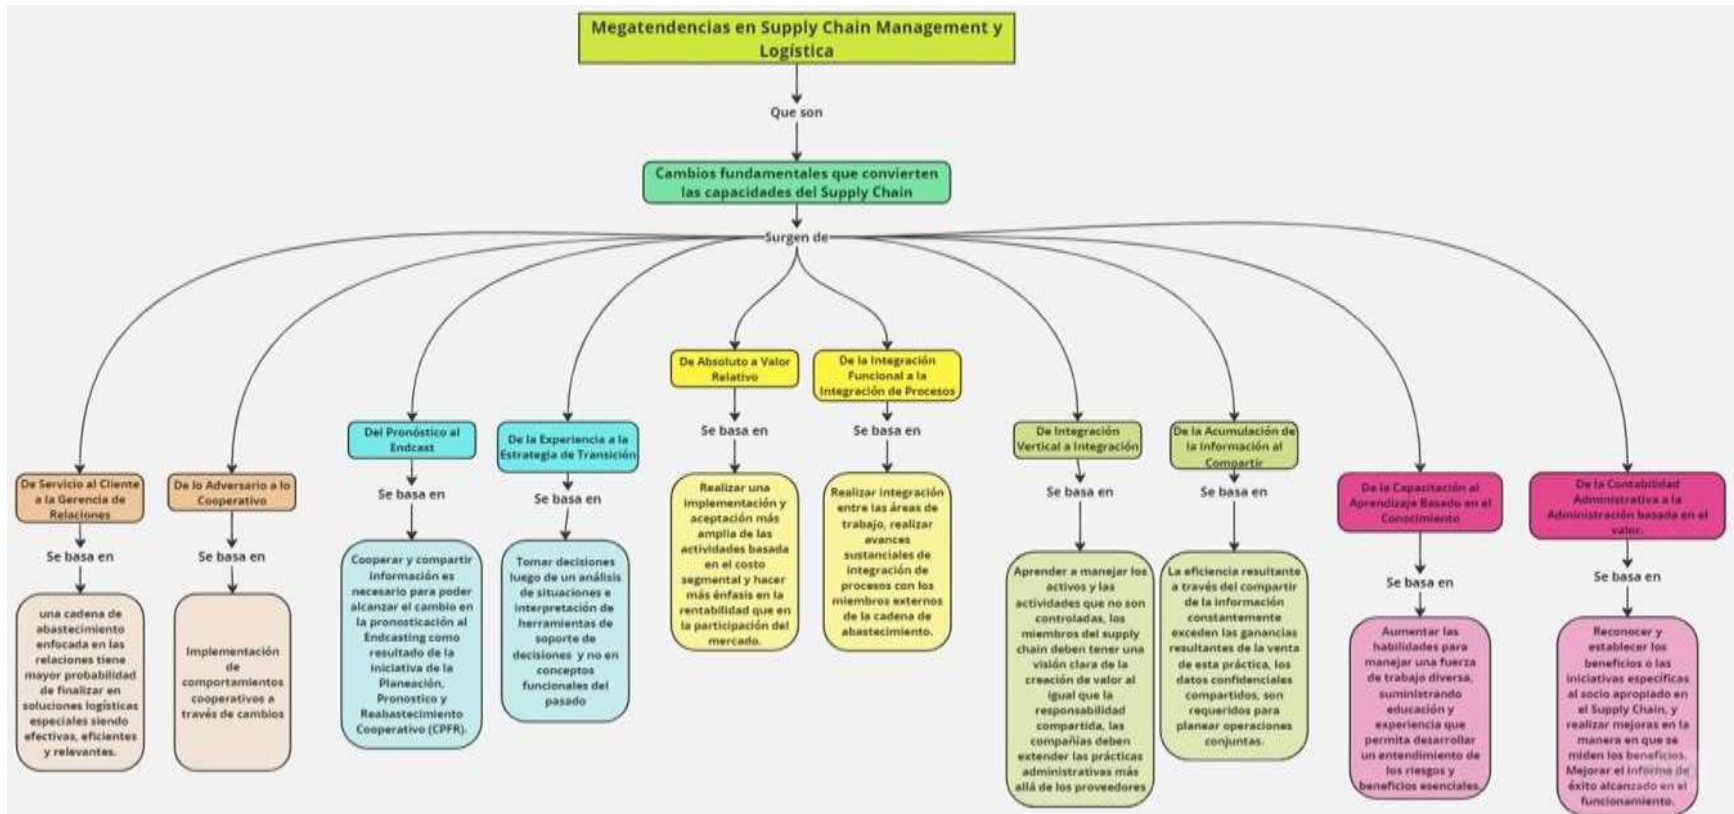 Megatendencias en Supply Chain Management y
Logística
Que son
Cambios fundamentales que convierten
las capacidades del Supply Chain
Surgen de
De Servicio al Cliente
a la Gerencia de
Relaciones
Se basa en
una cadena de
abastecimiento
enfocada en las
relaciones tiene
mayor probabilidad
de finalizar en
soluciones logísticas
especiales siendo
efectivas, eficientes
y relevantes.
De lo Adversario a lo
Cooperativo
Se basa en
Implementación
de
comportamientos
cooperativos a
través de cambios
Del Pronóstico al
Endcast
Se basa en
Cooperar y compartir
información es
necesario para poder
alcanzar el cambio en
la pronosticación al
Endcasting como
resultado de la
iniciativa de la
Planeación,
Pronostico y
Reabastecimiento
Cooperativo (CPFR).
De la Experiencia a la
Estrategia de Transición
Se basa en
Tomar decisiones
luego de un análisis
de situaciones e
interpretación de
herramientas de
soporte de
decisiones y no en
conceptos
funcionales del
pasado
De Absoluto a Valor
Relativo
Se basa en
Realizar una
implementación y
aceptación más
amplia de las
actividades basada
en el costo
segmental y hacer
más énfasis en la
rentabilidad que en
la participación del
mercado.
De la Integración
Funcional a la
Integración de Procesos
Se basa en
Realizar integración
entre las áreas de
trabajo, realizar
avances
sustanciales de
integración de
procesos con los
miembros externos
de la cadena de
abastecimiento.
De Integración
Vertical a Integración
Se basa en
Aprender a manejar los
activos y las
actividades que no son
controladas, los
miembros del supply
chain deben tener una
visión clara de la
creación de valor al
igual que la
responsabilidad
compartida, las
compañías deben
extender las prácticas
administrativas más
allá de los proveedores
De la Acumulación de
la Información al
Compartir
Se basa en
La eficiencia resultante
a través del compartir
de la información
constantemente
exceden las ganancias
resultantes de la venta
de esta práctica, los
datos confidenciales
compartidos, son
requeridos para
planear operaciones
conjuntas.
De la Capacitación al
Aprendizaje Basado en el
Conocimiento
Se basa en
Aumentar las
habilidades para
manejar una fuerza
de trabajo diversa,
suministrando
educación y
experiencia que
permita desarrollar
un entendimiento de
los riesgos y
beneficios esenciales.
De la Contabilidad
Administrativa a la
Administración basada en el
valor.
Se basa en
Reconocer y
establecer los
beneficios o las
iniciativas específicas
al socio apropiado en
el Supply Chain, y
realizar mejoras en la
manera en que se
miden los beneficios.
Mejorar el informe de
éxito alcanzado en el
funcionamiento.